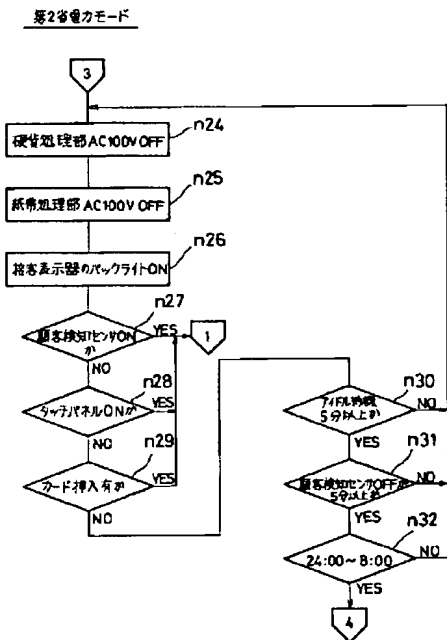 第2省電力モード
3
n24
硬貨処理部AC100V OFF
n25
紙幣処理部AC100V OFF
n26
接客表示器のバックライトON
n27
顧客検知センサON
か
YES
1
NO
n28
タッチパネルONか
YES
NO
n29
カード挿入有か
YES
NO
n30
アイドル時間
5分以上か
NO
YES
n31
顧客検知センサOFFが
5分以上か
NO
YES
n32
24:00~8:00
NO
YES
4